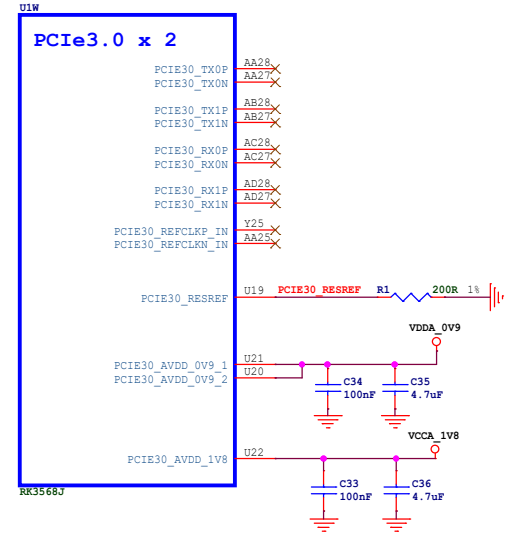 U1W
PCIe3.0 x 2
PCIE30_TX0P AA28
PCIE30_TX0N AA27
PCIE30_TX1P AB28
PCIE30_TX1N AB27
PCIE30_RX0P AC28
PCIE30_RX0N AC27
PCIE30_RX1P AD28
PCIE30_RX1N AD27
PCIE30_REFCLKP_IN Y25
PCIE30_REFCLKN_IN AA25
PCIE30_RESREF U19 PCIE30_RESREF R1 200R 1%
VDDA_0V9
PCIE30_AVDD_0V9_1 U21
PCIE30_AVDD_0V9_2 U20
C34 C35
100nF 4.7uF
VCCA_1V8
PCIE30_AVDD_1V8 U22
C33 C36
100nF 4.7uF
RK3568J